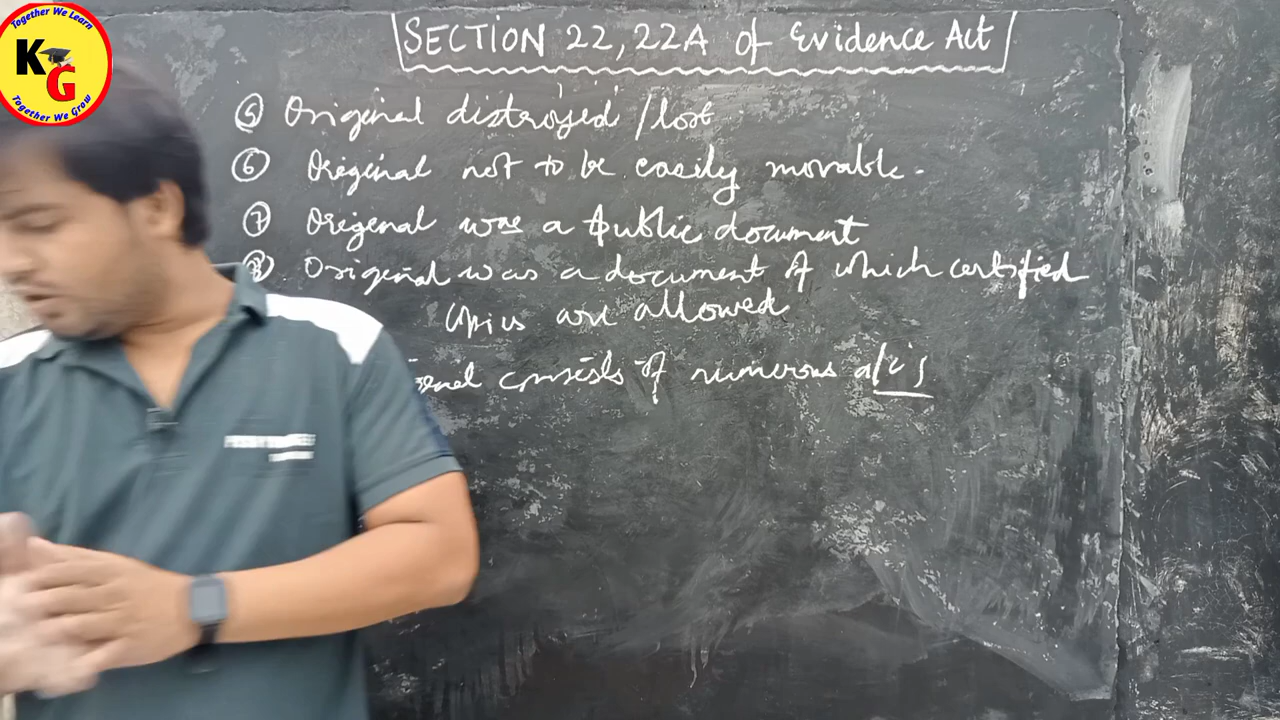 Together We Learn
KG
Together We Grow
SECTION 22, 22A of Evidence Act
⑤ Original distroyed / lost
⑥ Original not to be easily movable.
⑦ Original was a public document
⑧ Original was a document of which certified
Copies are allowed
consists of numerous a/c's